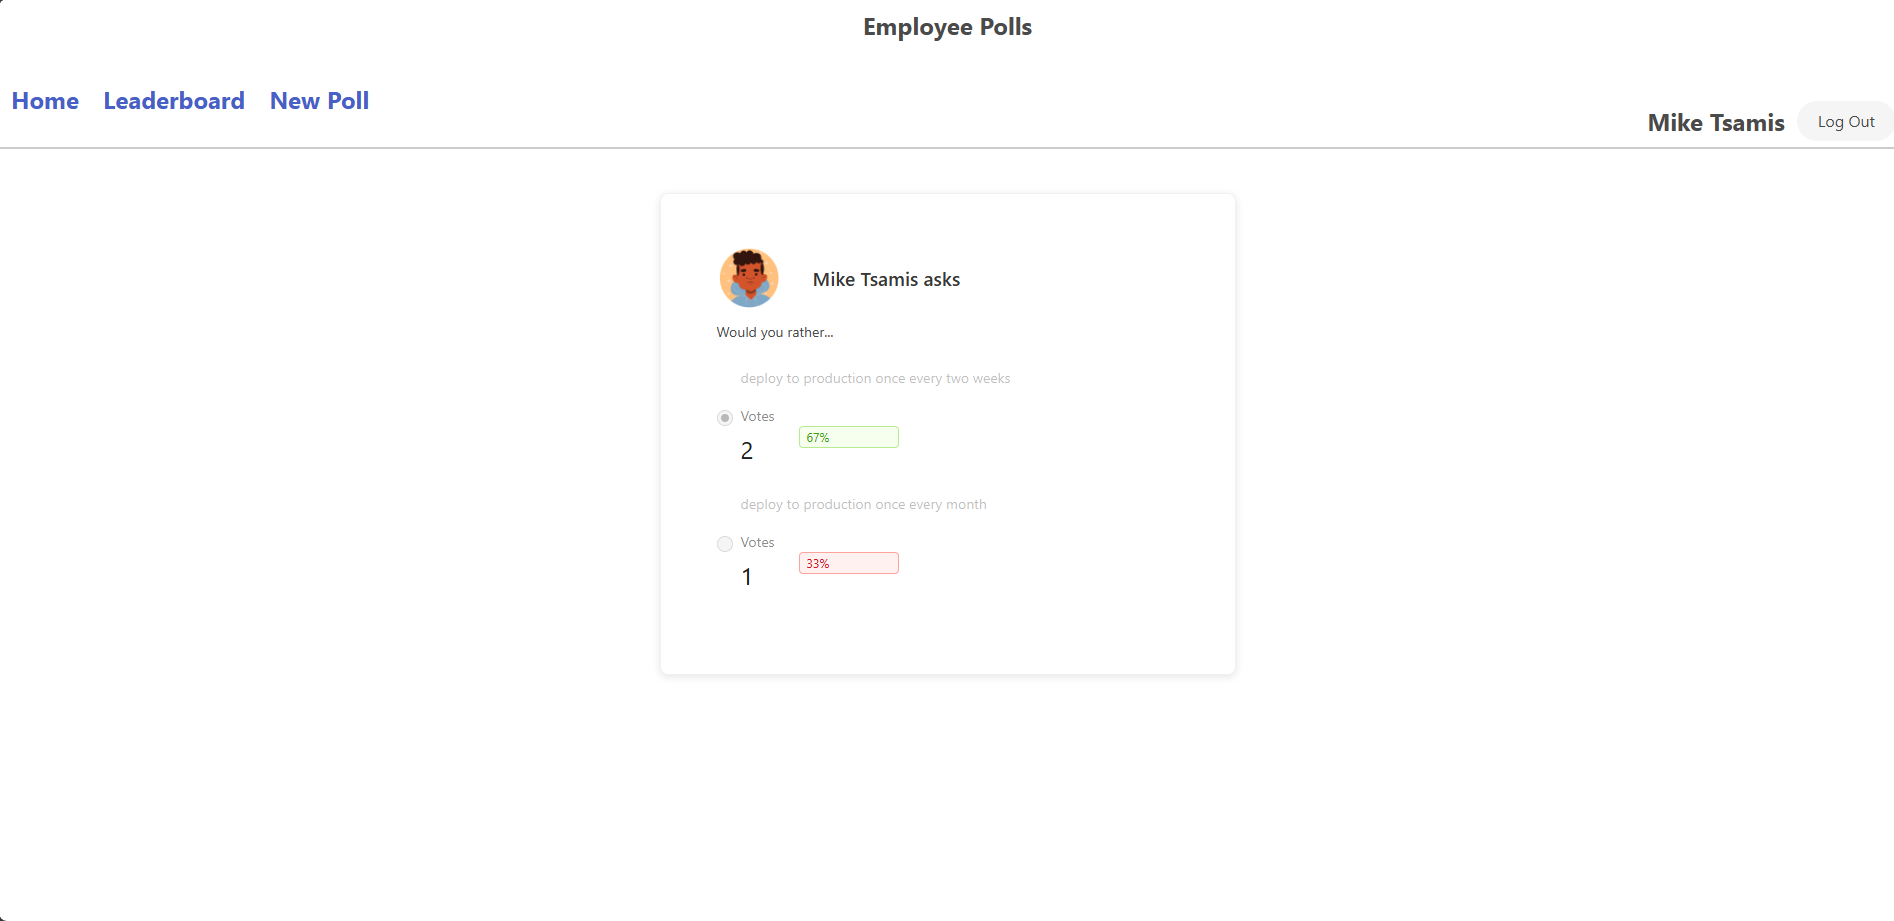 Employee Polls
Home Leaderboard New Poll
Mike Tsamis Log Out
Mike Tsamis asks
Would you rather...
deploy to production once every two weeks
Votes
2
67%
deploy to production once every month
Votes
1
33%